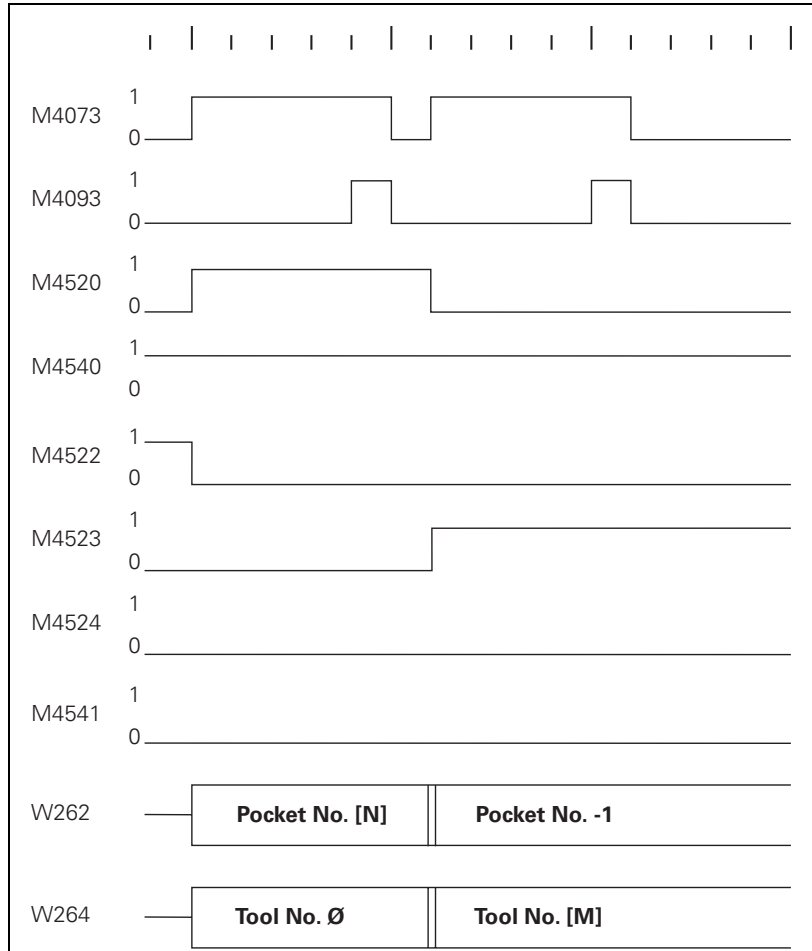 M4073 1
0
M4093 1
0
M4520 1
0
M4540 1
0
M4522 1
0
M4523 1
0
M4524 1
0
M4541 1
0
W262 Pocket No. [N] Pocket No. -1
W264 Tool No. Ø Tool No. [M]